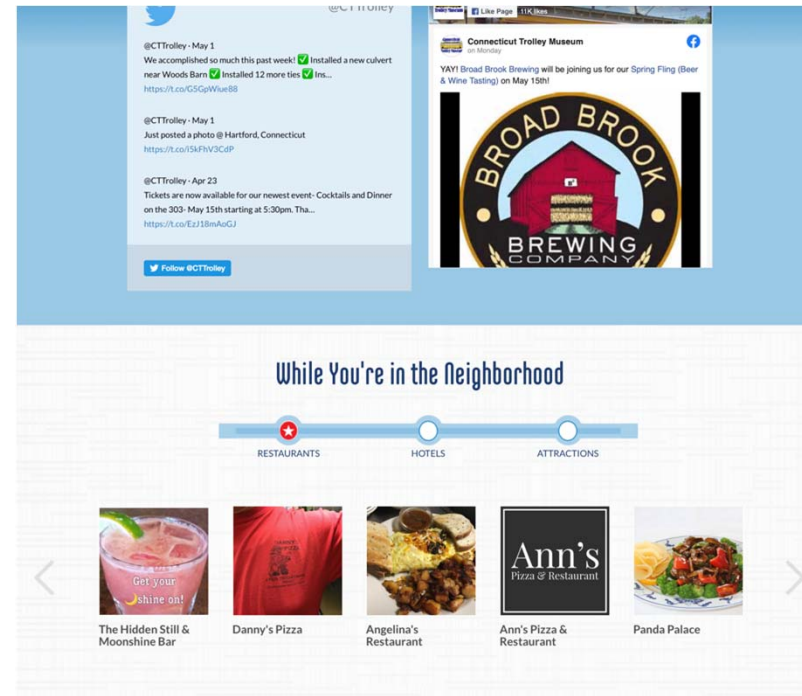 @CTTrolley
@CTTrolley · May 1
We accomplished so much this past week! ✅ Installed a new culvert
near Woods Barn ✅ Installed 12 more ties ✅ Ins...
https://t.co/G5GpWiue88
@CTTrolley · May 1
Just posted a photo @ Hartford, Connecticut
https://t.co/i5kFhV3CdP
@CTTrolley · Apr 23
Tickets are now available for our newest event- Cocktails and Dinner
on the 303- May 15th starting at 5:30pm. Tha...
https://t.co/EzJ18mAoGJ
Follow @CTTrolley
Like Page
11K likes
Connecticut Trolley Museum
on Monday
YAY! Broad Brook Brewing will be joining us for our Spring Fling (Beer
& Wine Tasting) on May 15th!
BROAD BROOK
BREWING
COMPANY
While You're in the Neighborhood
RESTAURANTS
HOTELS
ATTRACTIONS
Get your
shine on!
Ann's
Pizza & Restaurant
The Hidden Still &
Moonshine Bar
Danny's Pizza
Angelina's
Restaurant
Ann's Pizza &
Restaurant
Panda Palace